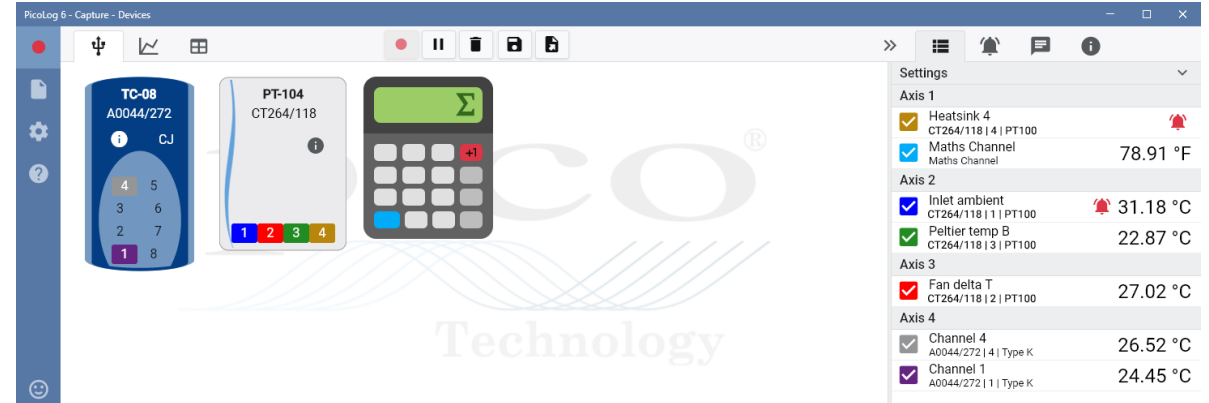 PicoLog 6 - Capture - Devices
TC-08
A0044/272
i CJ
4 5
3 6
2 7
1 8
PT-104
CT264/118
i
1 2 3 4
Σ
+1
PICO
®
Technology
Settings
Axis 1
Heatsink 4
CT264/118 | 4 | PT100
Maths Channel
Maths Channel
78.91 °F
Axis 2
Inlet ambient
CT264/118 | 1 | PT100
31.18 °C
Peltier temp B
CT264/118 | 3 | PT100
22.87 °C
Axis 3
Fan delta T
CT264/118 | 2 | PT100
27.02 °C
Axis 4
Channel 4
A0044/272 | 4 | Type K
26.52 °C
Channel 1
A0044/272 | 1 | Type K
24.45 °C